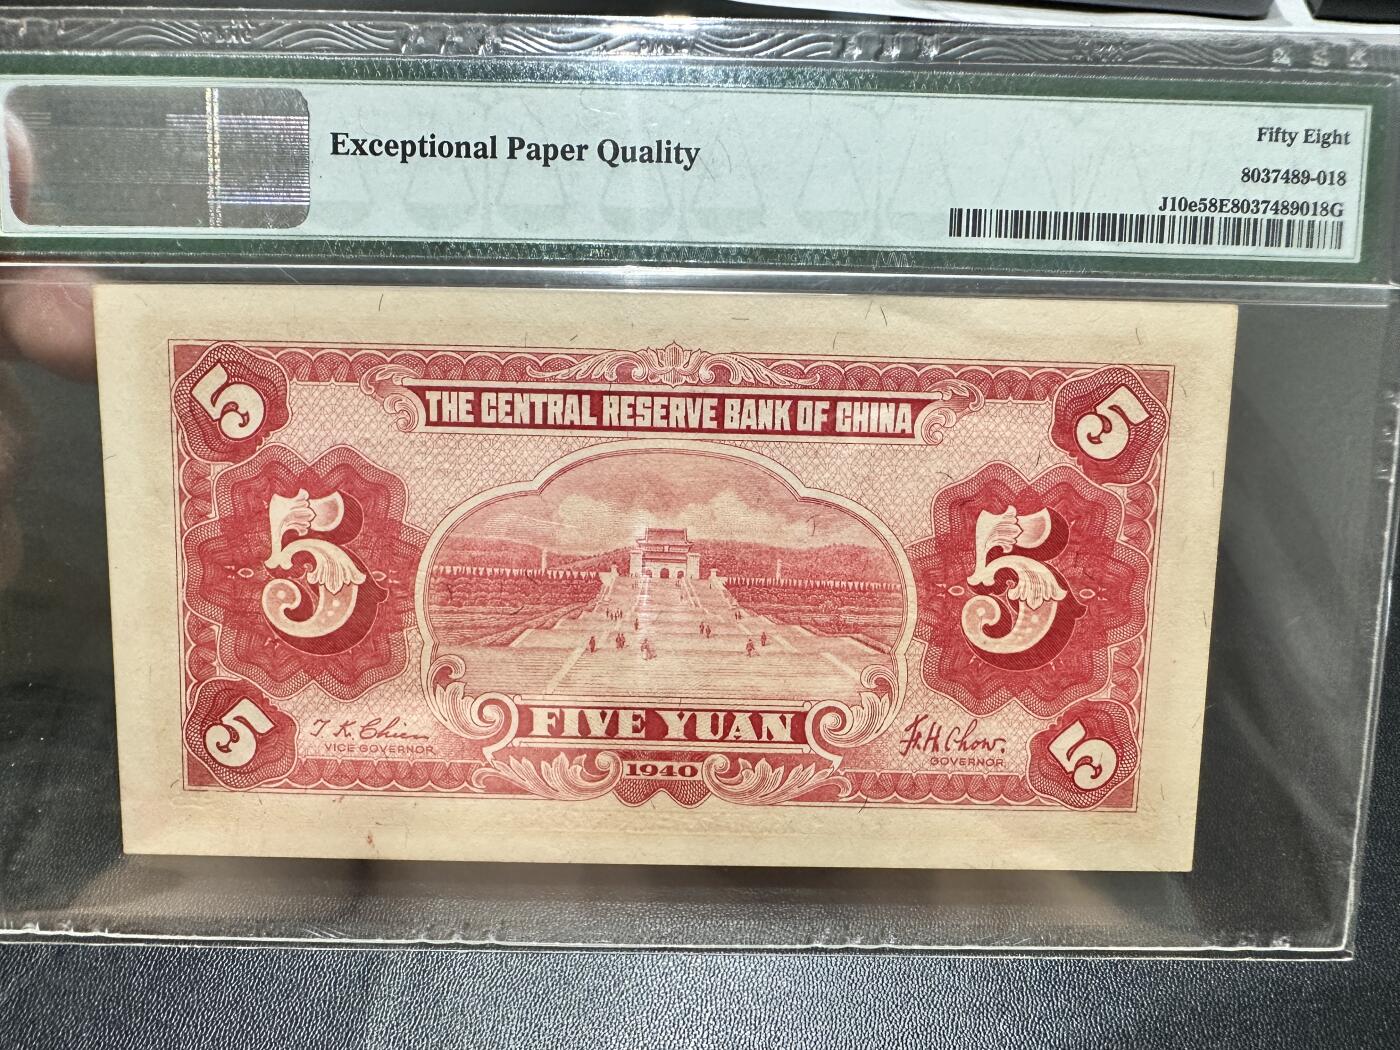 Exceptional Paper Quality
Fifty Eight
8037489-018
J10e58E8037489018G
5
5
THE CENTRAL RESERVE BANK OF CHINA
5
5
5
5
FIVE YUAN
T. K. Chien
VICE GOVERNOR
Fr. H. Chow.
GOVERNOR
1940